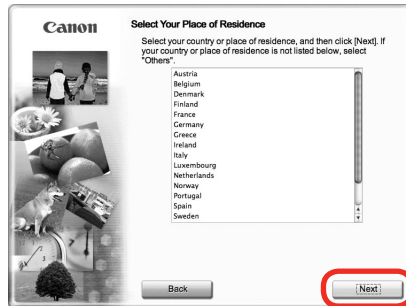 Canon
Select Your Place of Residence
Select your country or place of residence, and then click [Next]. If
your country or place of residence is not listed below, select
"Others".
Austria
Belgium
Denmark
Finland
France
Germany
Greece
Ireland
Italy
Luxembourg
Netherlands
Norway
Portugal
Spain
Sweden
Back
Next